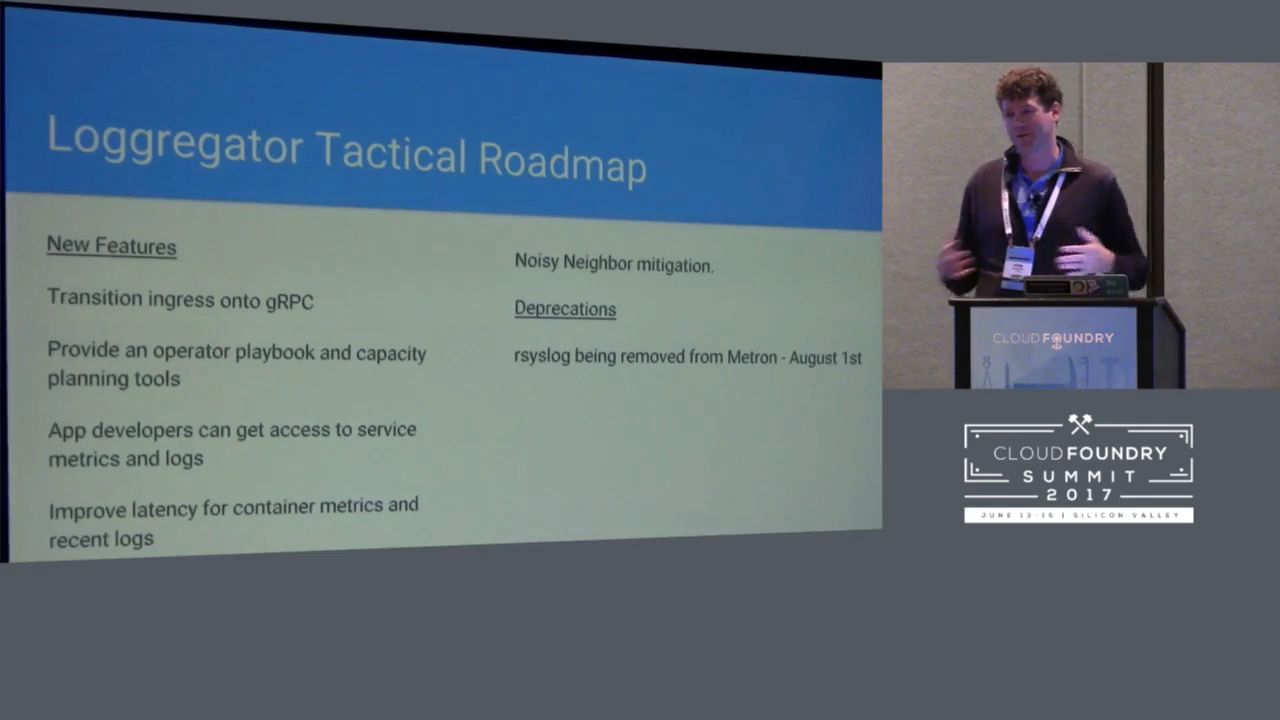 Loggregator Tactical Roadmap
New Features
Transition ingress onto gRPC
Provide an operator playbook and capacity
planning tools
App developers can get access to service
metrics and logs
Improve latency for container metrics and
recent logs
Noisy Neighbor mitigation.
Deprecations
rsyslog being removed from Metron - August 1st
CLOUD FOUNDRY
CLOUD FOUNDRY
SUMMIT
2017
JUNE 13-15 | SILICON VALLEY